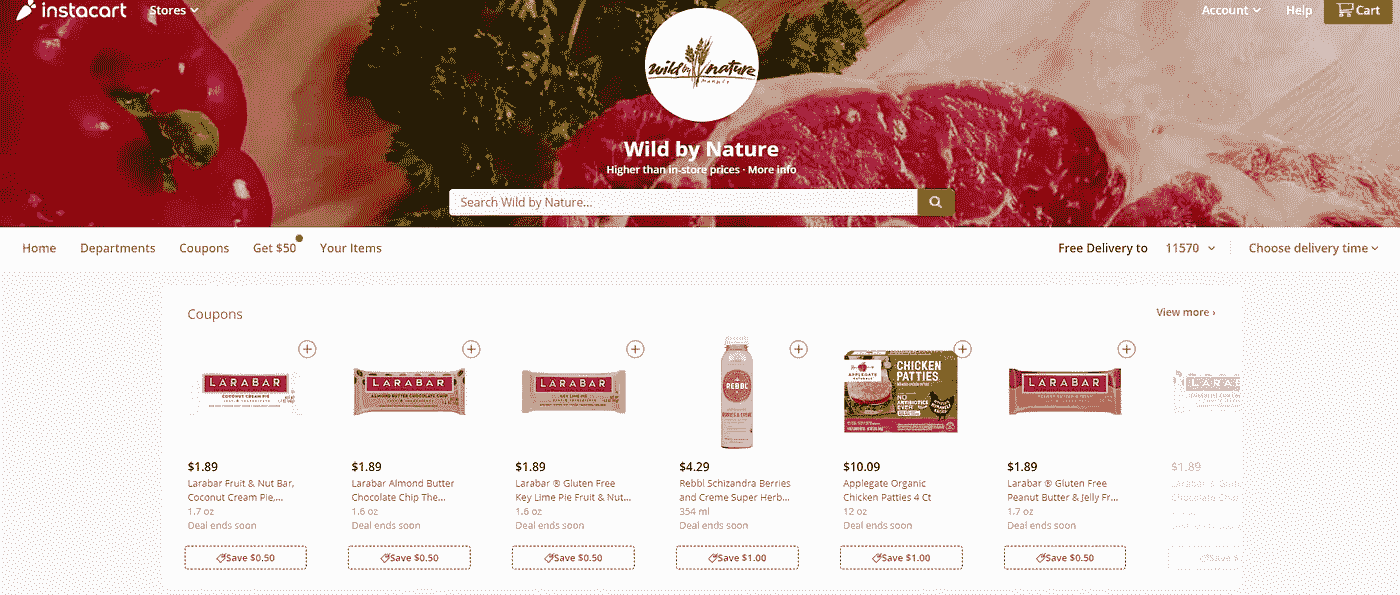 instacart
Stores
Account
Help
Cart
wild by nature
MARKET
Wild by Nature
Higher than in-store prices · More info
Search Wild by Nature...
Home
Departments
Coupons
Get $50
Your Items
Free Delivery to
11570
Choose delivery time
Coupons
View more ›
LARABAR
COCONUT CREAM PIE
LARABAR
ALMOND BUTTER CHOCOLATE CHIP
LARABAR
KEY LIME PIE
REBBL
APPLEGATE
NATURALS
CHICKEN
PATTIES
NO
ANTIBIOTICS
EVER
LARABAR
$1.89
Larabar Fruit & Nut Bar,
Coconut Cream Pie,...
1.7 oz
Deal ends soon
Save $0.50
$1.89
Larabar Almond Butter
Chocolate Chip The...
1.6 oz
Deal ends soon
Save $0.50
$1.89
Larabar ® Gluten Free
Key Lime Pie Fruit & Nut...
1.6 oz
Deal ends soon
Save $0.50
$4.29
Rebbl Schizandra Berries
and Creme Super Herb...
354 ml
Deal ends soon
Save $1.00
$10.09
Applegate Organic
Chicken Patties 4 Ct
12 oz
Deal ends soon
Save $1.00
$1.89
Larabar ® Gluten Free
Peanut Butter & Jelly Fr...
1.7 oz
Deal ends soon
Save $0.50
$1.89
Save $